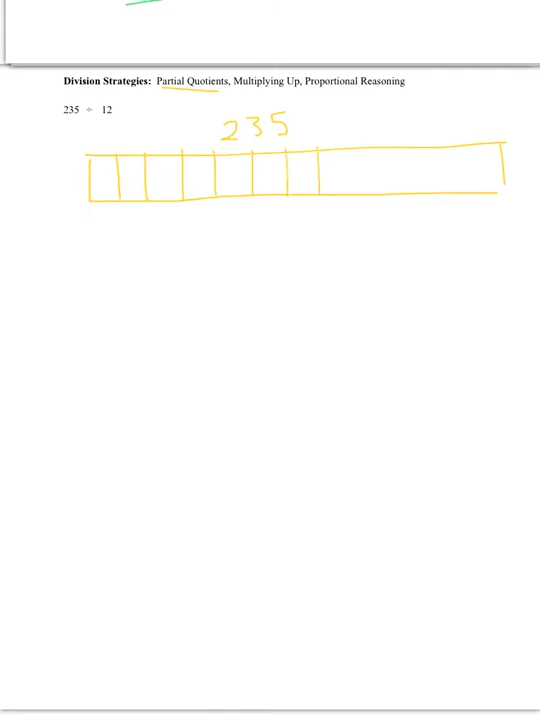 Division Strategies: Partial Quotients, Multiplying Up, Proportional Reasoning
235 ÷ 12
235